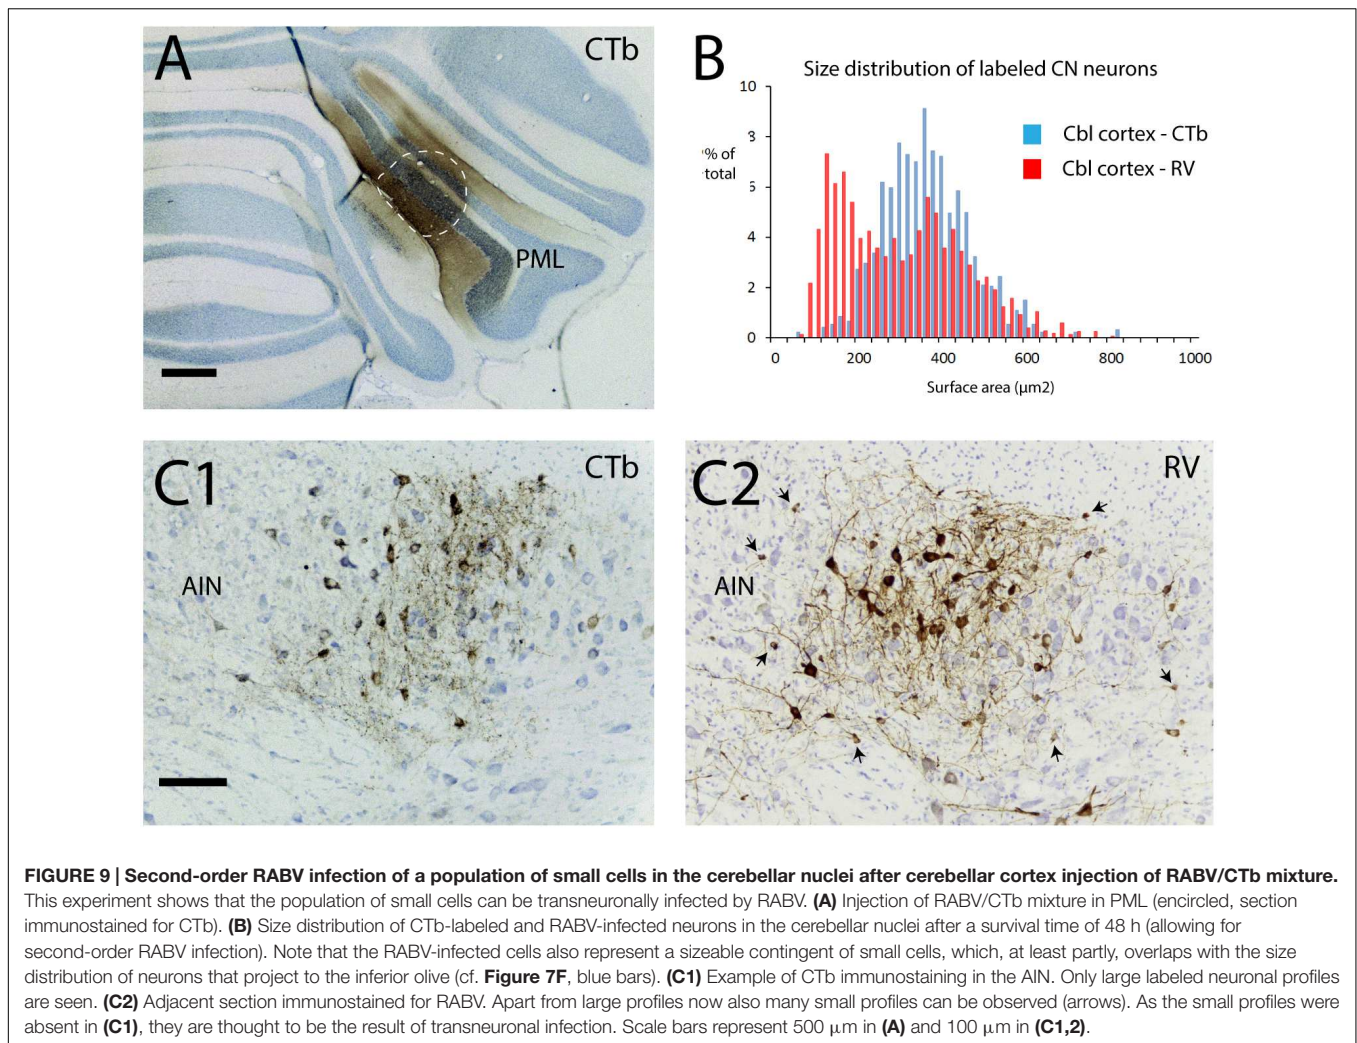 A
CTb
PML
B
Size distribution of labeled CN neurons
10
8
% of
total
6
4
2
0
0 200 400 600 800 1000
Surface area (µm2)
Cbl cortex - CTb
Cbl cortex - RV
C1
CTb
AIN
C2
RV
AIN
FIGURE 9 | Second-order RABV infection of a population of small cells in the cerebellar nuclei after cerebellar cortex injection of RABV/CTb mixture.
This experiment shows that the population of small cells can be transneuronally infected by RABV. (A) Injection of RABV/CTb mixture in PML (encircled, section
immunostained for CTb). (B) Size distribution of CTb-labeled and RABV-infected neurons in the cerebellar nuclei after a survival time of 48 h (allowing for
second-order RABV infection). Note that the RABV-infected cells also represent a sizeable contingent of small cells, which, at least partly, overlaps with the size
distribution of neurons that project to the inferior olive (cf. Figure 7F, blue bars). (C1) Example of CTb immunostaining in the AIN. Only large labeled neuronal profiles
are seen. (C2) Adjacent section immunostained for RABV. Apart from large profiles now also many small profiles can be observed (arrows). As the small profiles were
absent in (C1), they are thought to be the result of transneuronal infection. Scale bars represent 500 µm in (A) and 100 µm in (C1,2).